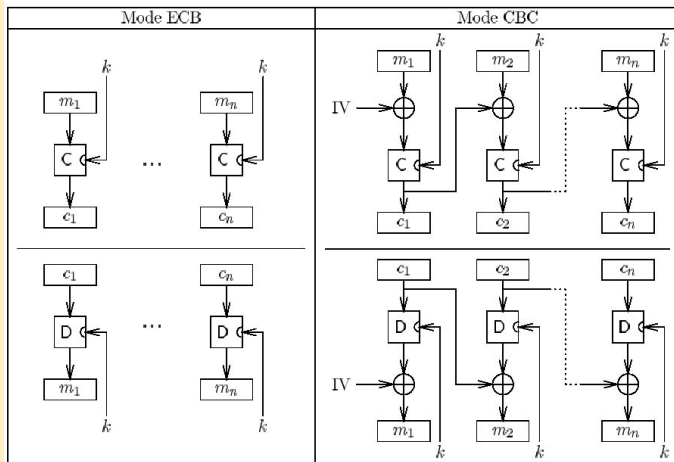 Mode ECB
k k
m₁ mₙ
C ... C
c₁ cₙ
c₁ cₙ
D ... D
m₁ mₙ
k k
Mode CBC
k k k
m₁ m₂ mₙ
IV
C C C
c₁ c₂ cₙ
c₁ c₂ cₙ
D D D
IV
m₁ m₂ mₙ
k k k